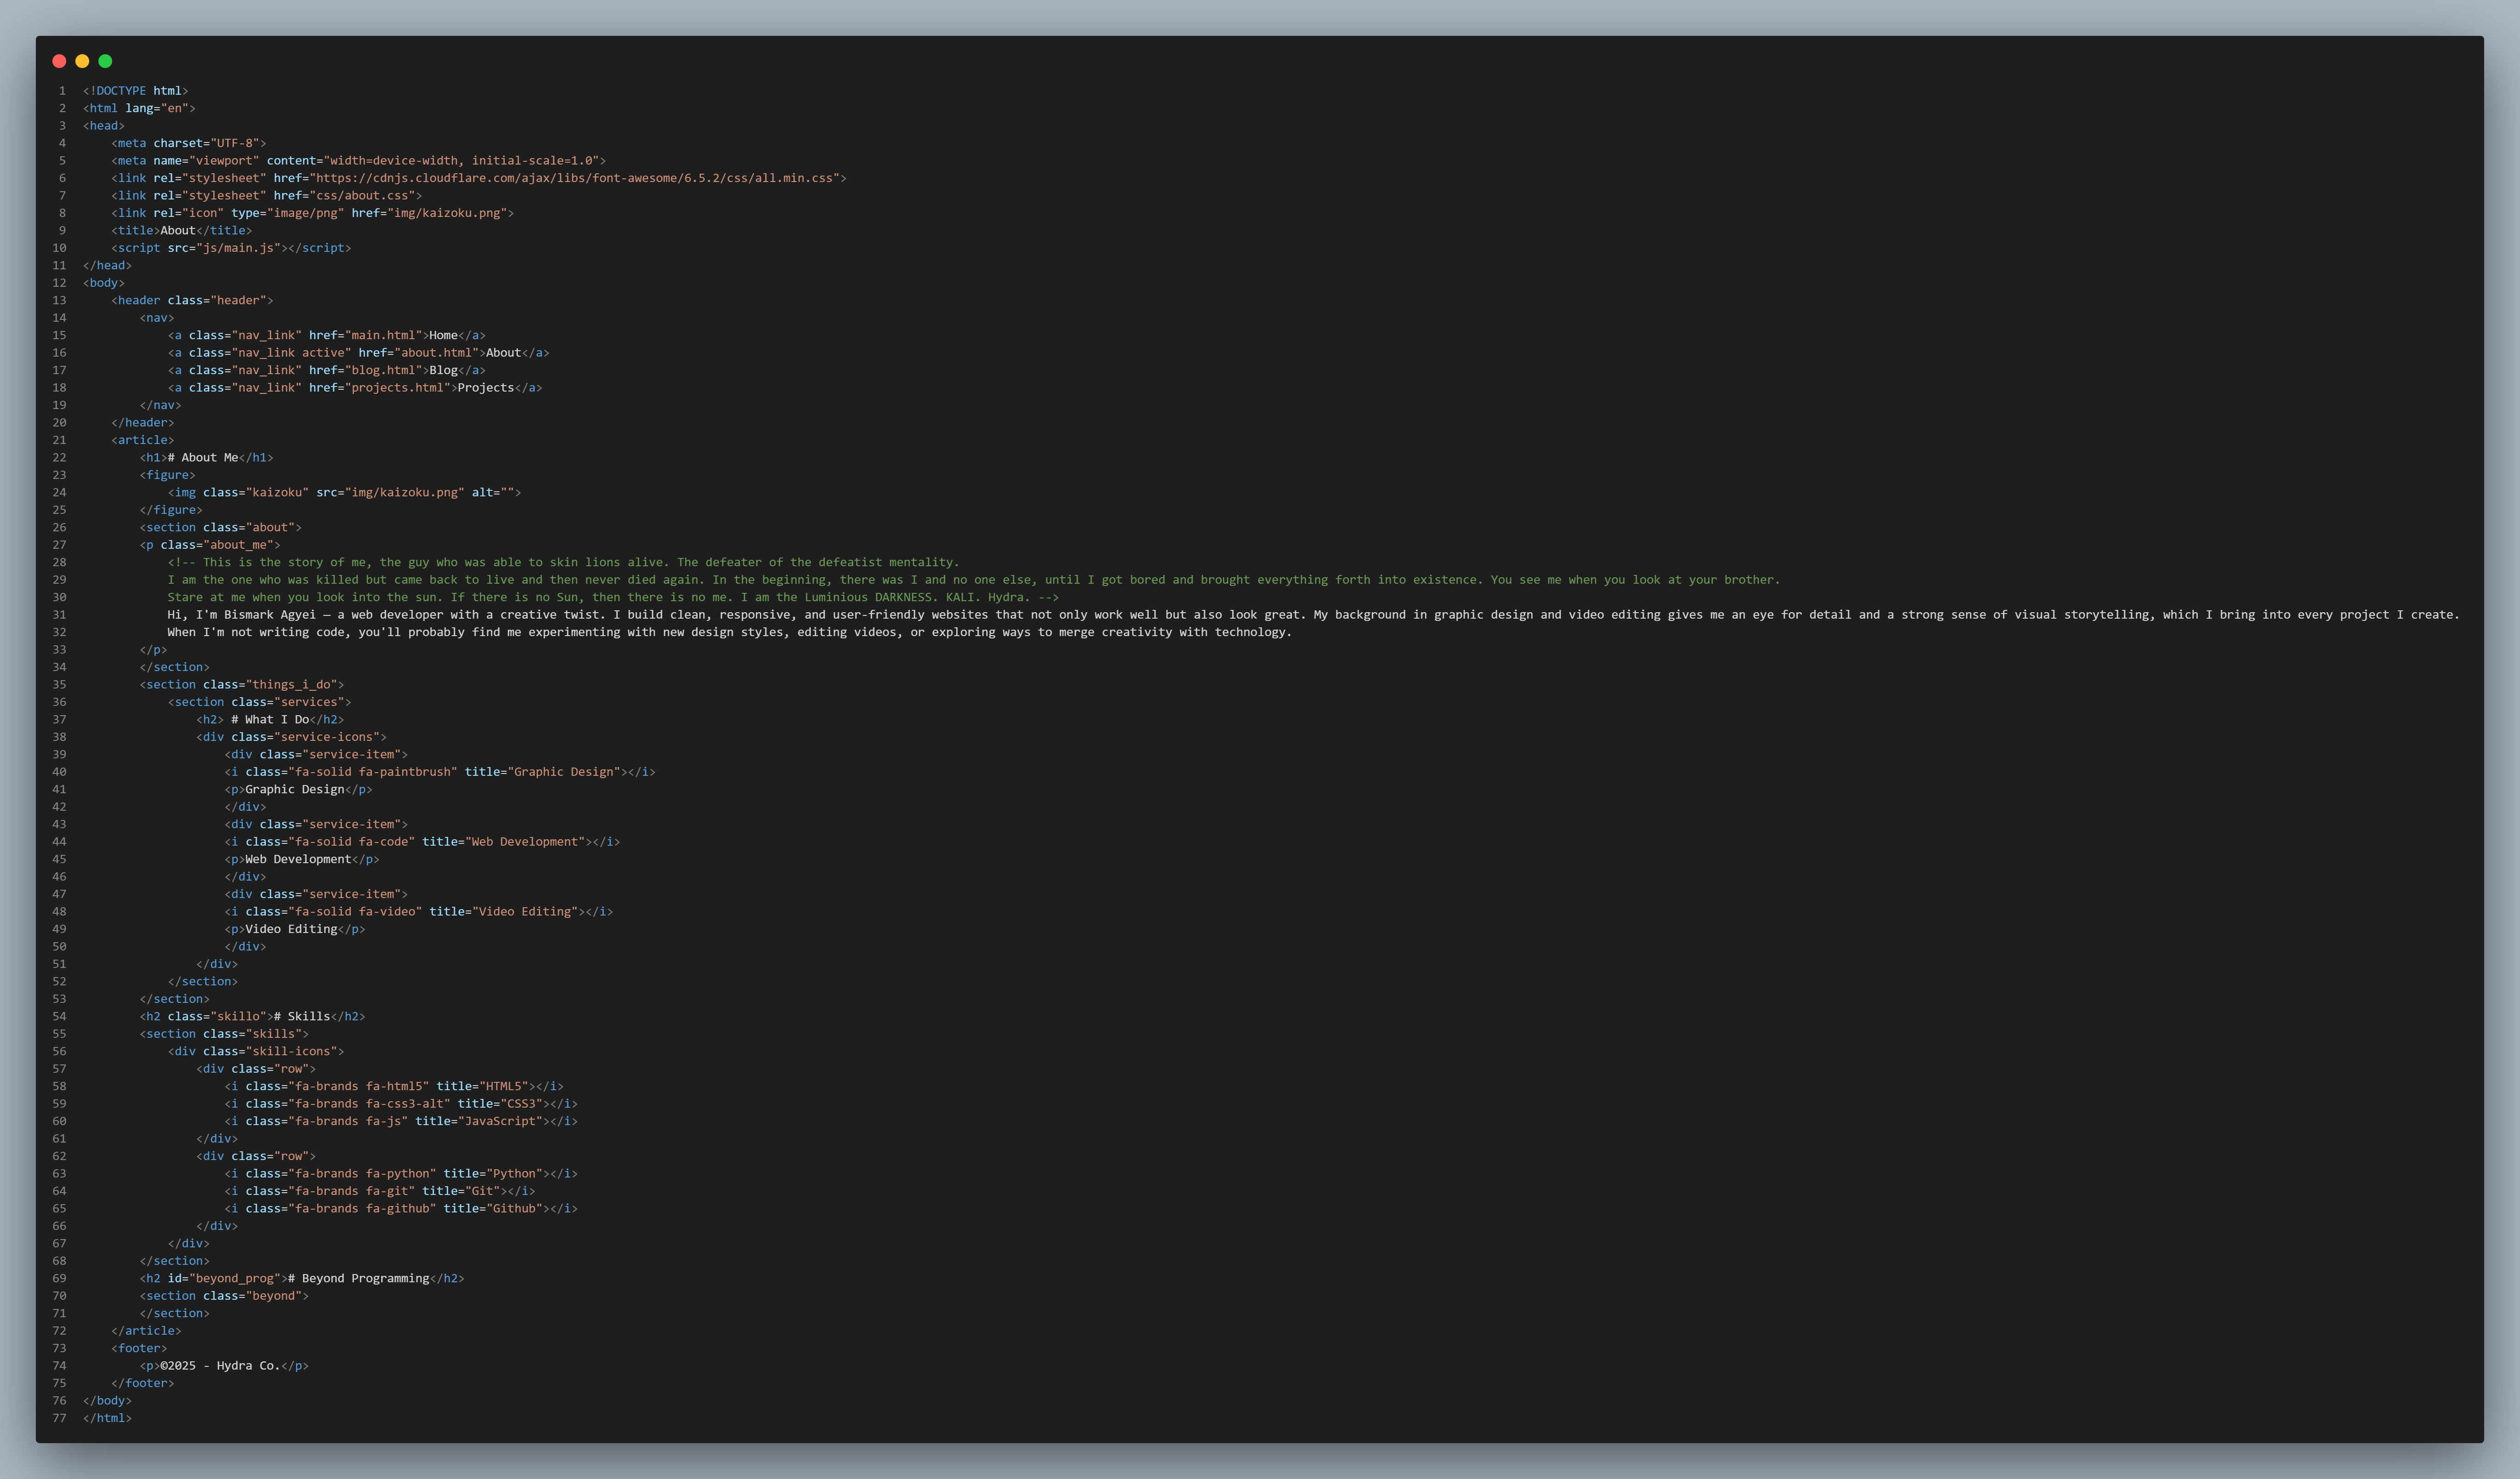 1 <!DOCTYPE html>
2 <html lang="en">
3 <head>
4     <meta charset="UTF-8">
5     <meta name="viewport" content="width=device-width, initial-scale=1.0">
6     <link rel="stylesheet" href="https://cdnjs.cloudflare.com/ajax/libs/font-awesome/6.5.2/css/all.min.css">
7     <link rel="stylesheet" href="css/about.css">
8     <link rel="icon" type="image/png" href="img/kaizoku.png">
9     <title>About</title>
10     <script src="js/main.js"></script>
11 </head>
12 <body>
13     <header class="header">
14         <nav>
15             <a class="nav_link" href="main.html">Home</a>
16             <a class="nav_link active" href="about.html">About</a>
17             <a class="nav_link" href="blog.html">Blog</a>
18             <a class="nav_link" href="projects.html">Projects</a>
19         </nav>
20     </header>
21     <article>
22         <h1># About Me</h1>
23         <figure>
24             <img class="kaizoku" src="img/kaizoku.png" alt="">
25         </figure>
26         <section class="about">
27         <p class="about_me">
28             <!-- This is the story of me, the guy who was able to skin lions alive. The defeater of the defeatist mentality.
29             I am the one who was killed but came back to live and then never died again. In the beginning, there was I and no one else, until I got bored and brought everything forth into existence. You see me when you look at your brother.
30             Stare at me when you look into the sun. If there is no Sun, then there is no me. I am the Luminious DARKNESS. KALI. Hydra. -->
31             Hi, I'm Bismark Agyei — a web developer with a creative twist. I build clean, responsive, and user-friendly websites that not only work well but also look great. My background in graphic design and video editing gives me an eye for detail and a strong sense of visual storytelling, which I bring into every project I create.
32             When I'm not writing code, you'll probably find me experimenting with new design styles, editing videos, or exploring ways to merge creativity with technology.
33         </p>
34         </section>
35         <section class="things_i_do">
36             <section class="services">
37                 <h2> # What I Do</h2>
38                 <div class="service-icons">
39                     <div class="service-item">
40                     <i class="fa-solid fa-paintbrush" title="Graphic Design"></i>
41                     <p>Graphic Design</p>
42                     </div>
43                     <div class="service-item">
44                     <i class="fa-solid fa-code" title="Web Development"></i>
45                     <p>Web Development</p>
46                     </div>
47                     <div class="service-item">
48                     <i class="fa-solid fa-video" title="Video Editing"></i>
49                     <p>Video Editing</p>
50                     </div>
51                 </div>
52             </section>
53         </section>
54         <h2 class="skillo"># Skills</h2>
55         <section class="skills">
56             <div class="skill-icons">
57                 <div class="row">
58                     <i class="fa-brands fa-html5" title="HTML5"></i>
59                     <i class="fa-brands fa-css3-alt" title="CSS3"></i>
60                     <i class="fa-brands fa-js" title="JavaScript"></i>
61                 </div>
62                 <div class="row">
63                     <i class="fa-brands fa-python" title="Python"></i>
64                     <i class="fa-brands fa-git" title="Git"></i>
65                     <i class="fa-brands fa-github" title="Github"></i>
66                 </div>
67             </div>
68         </section>
69         <h2 id="beyond_prog"># Beyond Programming</h2>
70         <section class="beyond">
71         </section>
72     </article>
73     <footer>
74         <p>©2025 - Hydra Co.</p>
75     </footer>
76 </body>
77 </html>